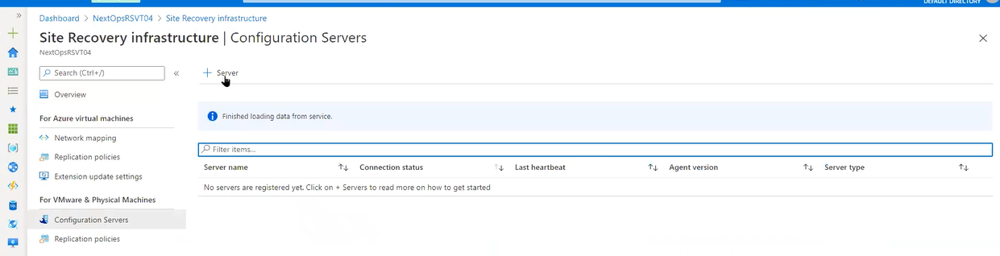 DEFAULT DIRECTORY
Dashboard > NextOpsRSVT04 > Site Recovery infrastructure
Site Recovery infrastructure | Configuration Servers
NextOpsRSVT04
Search (Ctrl+/)
Overview
For Azure virtual machines
Network mapping
Replication policies
Extension update settings
For VMware & Physical Machines
Configuration Servers
Replication policies
+ Server
Finished loading data from service.
Filter items...
Server name Connection status Last heartbeat Agent version Server type
No servers are registered yet. Click on + Servers to read more on how to get started